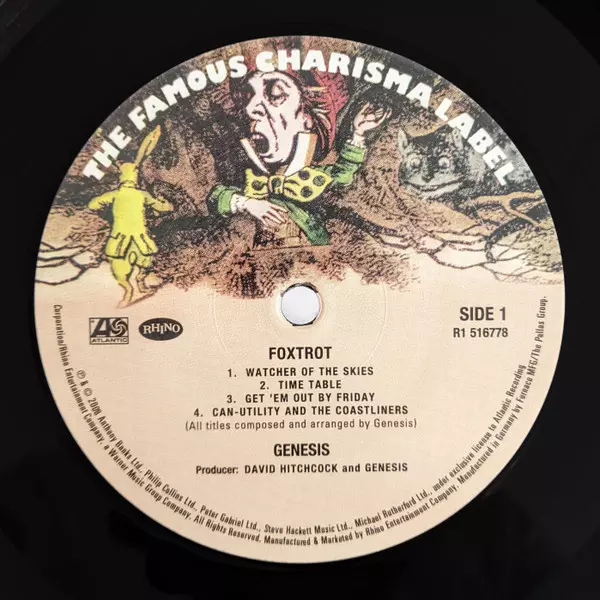 THE FAMOUS CHARISMA LABEL
ATLANTIC
RHINO
SIDE 1
R1 516778
FOXTROT
1. WATCHER OF THE SKIES
2. TIME TABLE
3. GET 'EM OUT BY FRIDAY
4. CAN-UTILITY AND THE COASTLINERS
(All titles composed and arranged by Genesis)
GENESIS
Producer: DAVID HITCHCOCK and GENESIS
℗ & © 2008 Anthony Banks Ltd., Philip Collins Ltd., Peter Gabriel Ltd., Steve Hackett Music Ltd., Michael Rutherford Ltd., under exclusive license to Atlantic Recording
Corporation/Rhino Entertainment Company, a Warner Music Group Company. All Rights Reserved. Manufactured & Marketed by Rhino Entertainment Company. Manufactured in Germany by Furnace MFG/The Pallas Group.